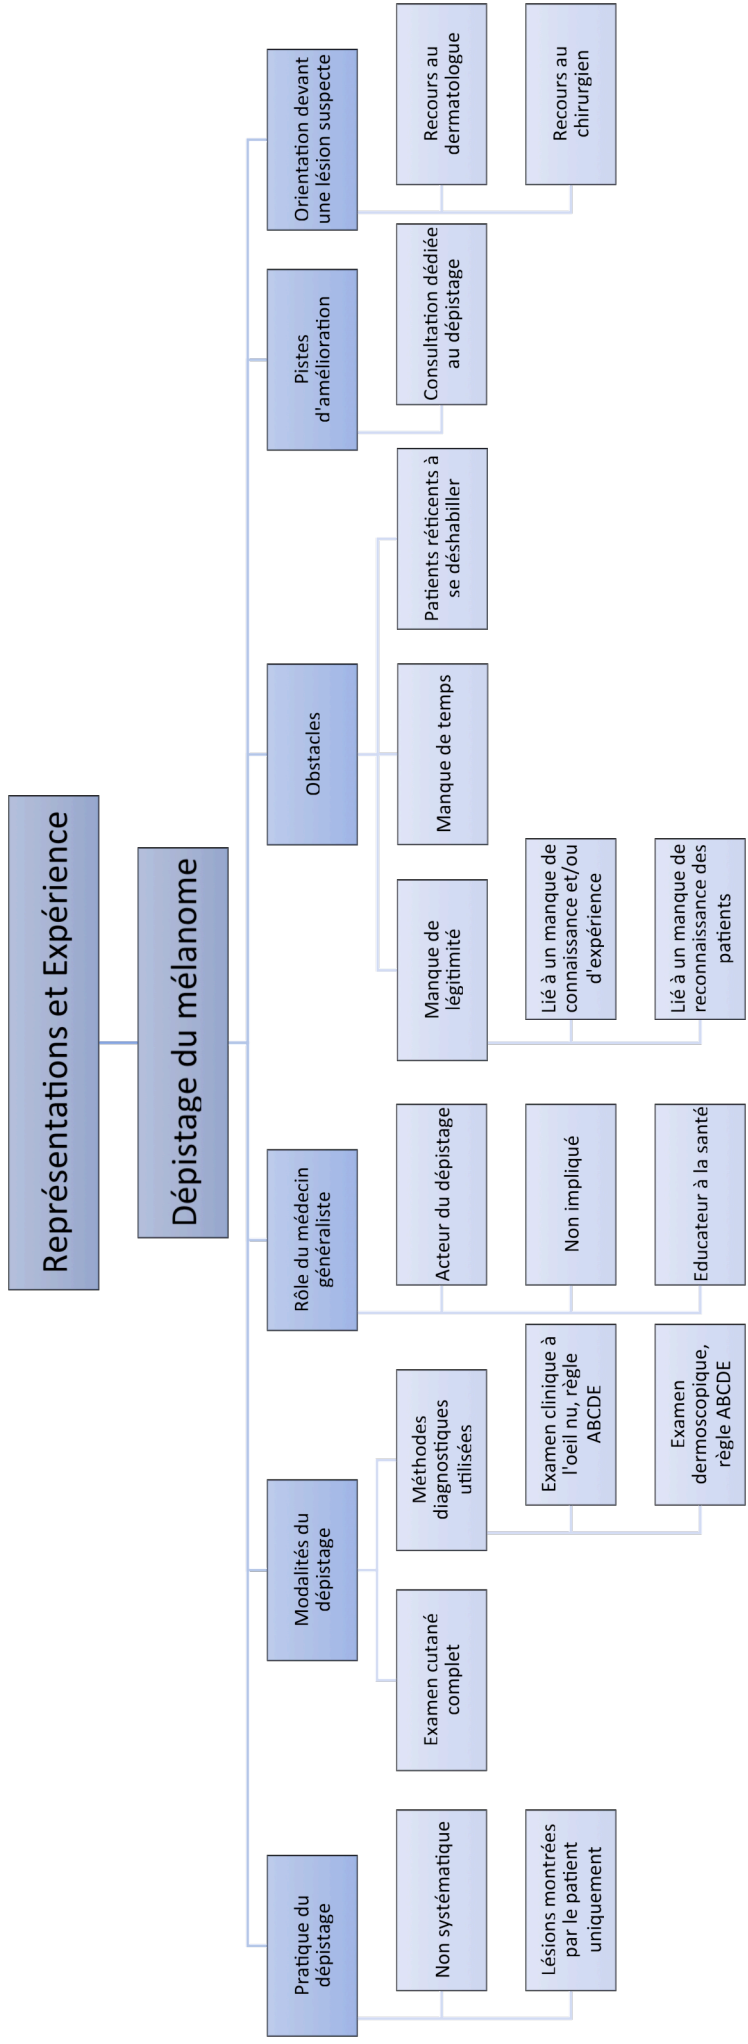 Représentations et Expérience
Dépistage du mélanome
Pratique du
dépistage
Non systématique
Lésions montrées
par le patient
uniquement
Modalités du
dépistage
Examen cutané
complet
Méthodes
diagnostiques
utilisées
Examen clinique à
l'oeil nu, règle
ABCDE
Examen
dermoscopique,
règle ABCDE
Rôle du médecin
généraliste
Acteur du dépistage
Non impliqué
Educateur à la santé
Obstacles
Manque de
légitimité
Lié à un manque de
connaissance et/ou
d'expérience
Lié à un manque de
reconnaissance des
patients
Manque de temps
Patients réticents à
se déshabiller
Pistes
d'amélioration
Consultation dédiée
au dépistage
Orientation devant
une lésion suspecte
Recours au
dermatologue
Recours au
chirurgien